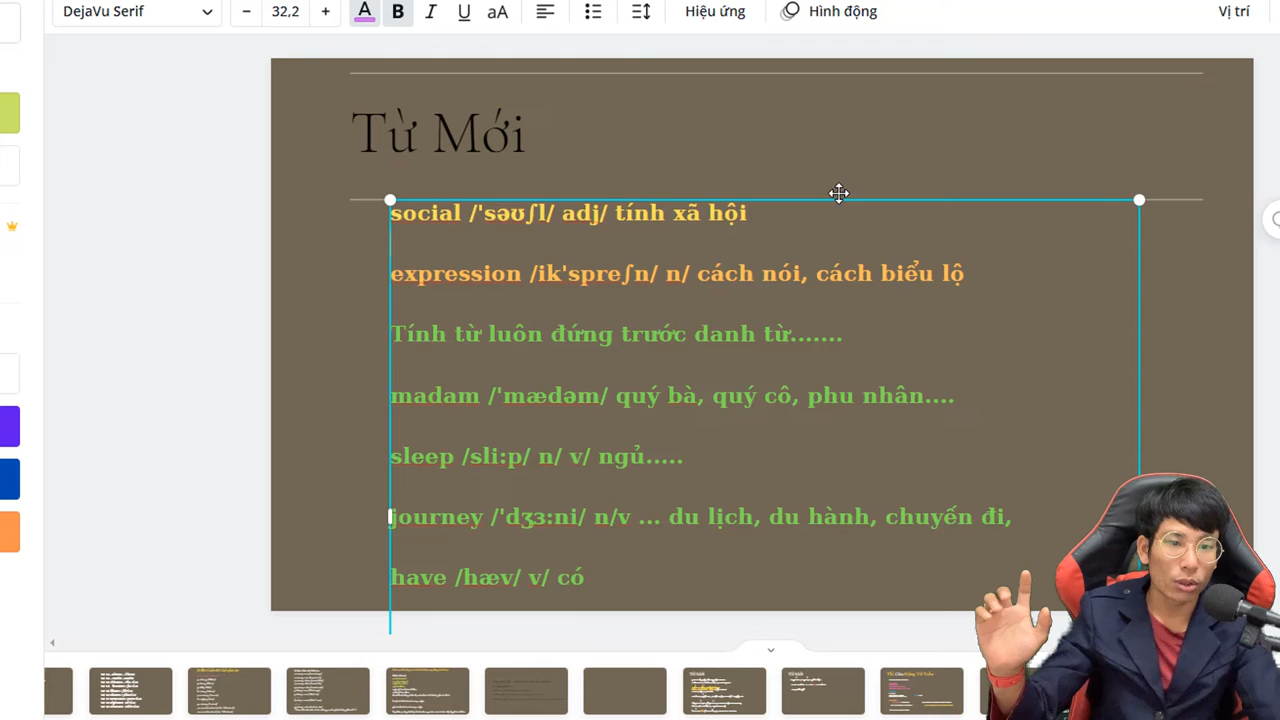 DejaVu Serif
− 32,2 +
A B I U aA
Hiệu ứng
Hình động
Vị trí
Từ Mới
social /'səʊʃl/ adj/ tính xã hội
expression /ik'spreʃn/ n/ cách nói, cách biểu lộ
Tính từ luôn đứng trước danh từ.......
madam /'mædəm/ quý bà, quý cô, phu nhân....
sleep /sli:p/ n/ v/ ngủ.....
journey /'dʒɜ:ni/ n/v ... du lịch, du hành, chuyến đi,
have /hæv/ v/ có